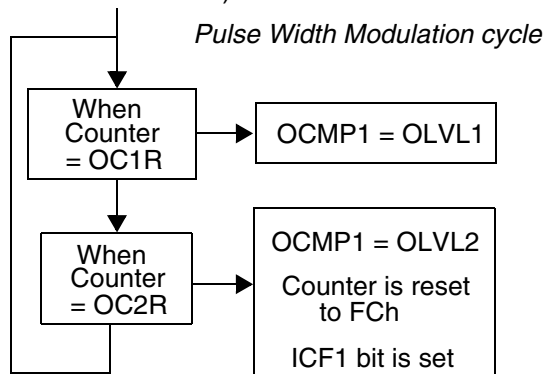 Pulse Width Modulation cycle
When
Counter
= OC1R
OCMP1 = OLVL1
When
Counter
= OC2R
OCMP1 = OLVL2
Counter is reset
to FCh
ICF1 bit is set